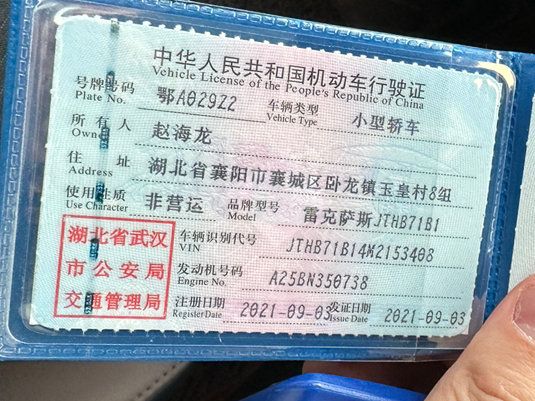 中华人民共和国机动车行驶证
Vehicle License of the People's Republic of China
号牌号码 鄂A029Z2 车辆类型 小型轿车
Plate No. Vehicle Type
所有人 赵海龙
Owner
住址 湖北省襄阳市襄城区卧龙镇玉皇村8组
Address
使用性质 非营运 品牌型号 雷克萨斯JTHB71B1
Use Character Model
湖北省武汉
市公安局
交通管理局
车辆识别代号 JTHB71B14M2153408
VIN
发动机号码 A25BN350738
Engine No.
注册日期 2021-09-03 发证日期 2021-09-03
Issue Date